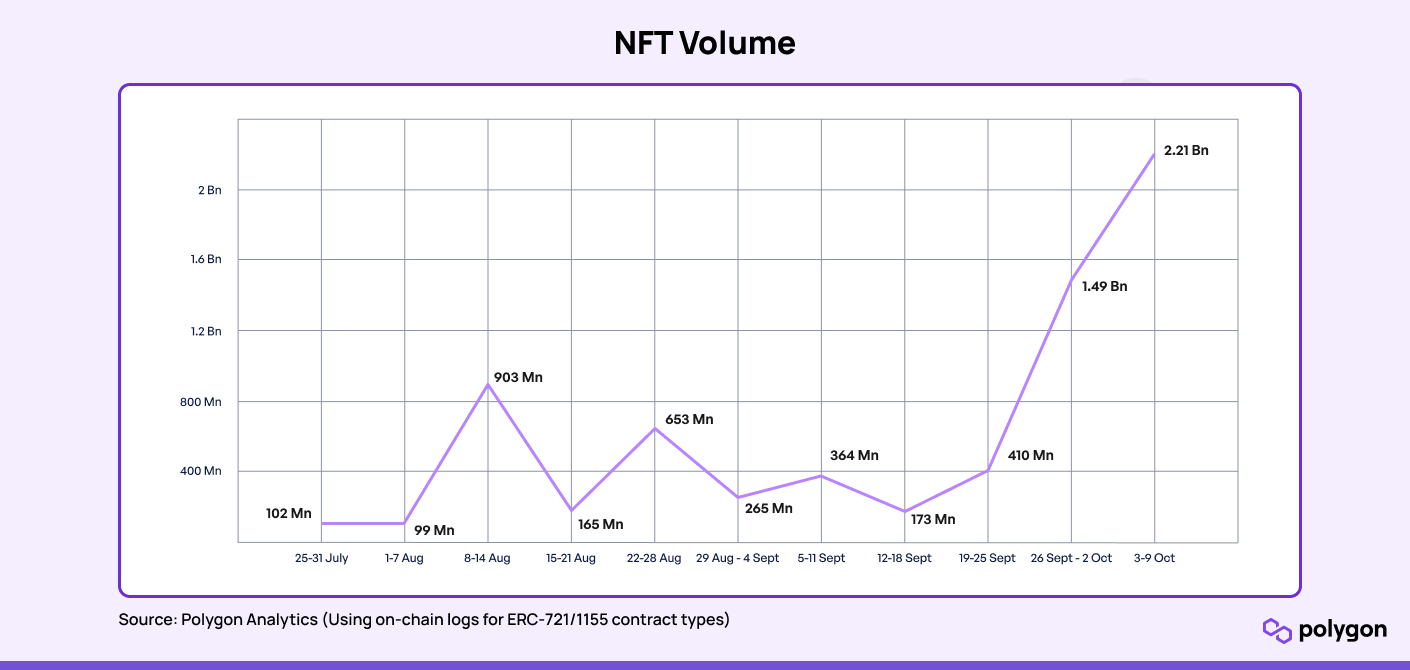 NFT Volume
2.21 Bn
2 Bn
1.6 Bn
1.49 Bn
1.2 Bn
903 Mn
800 Mn
653 Mn
400 Mn
364 Mn
410 Mn
102 Mn
99 Mn
165 Mn
265 Mn
173 Mn
25-31 July
1-7 Aug
8-14 Aug
15-21 Aug
22-28 Aug
29 Aug - 4 Sept
5-11 Sept
12-18 Sept
19-25 Sept
26 Sept - 2 Oct
3-9 Oct
Source: Polygon Analytics (Using on-chain logs for ERC-721/1155 contract types)
polygon